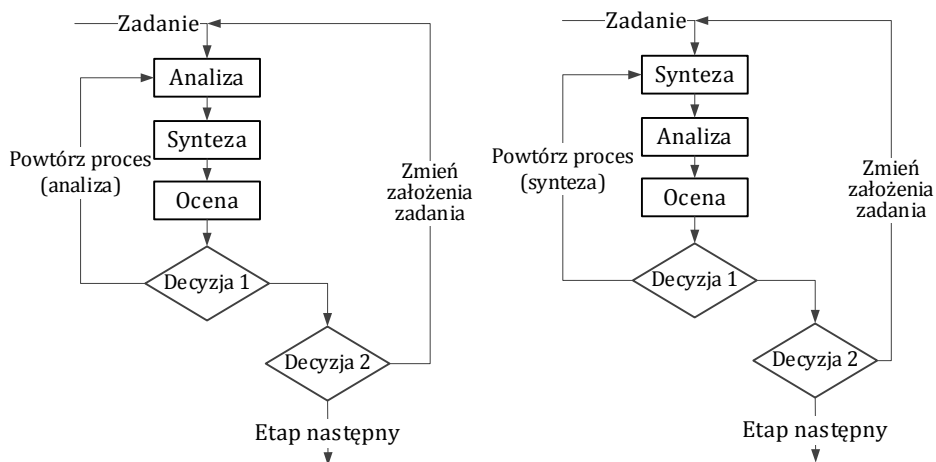 Zadanie
Analiza
Synteza
Powtórz proces
(analiza)
Ocena
Zmień
założenia
zadania
Decyzja 1
Decyzja 2
Etap następny
Zadanie
Synteza
Analiza
Powtórz proces
(synteza)
Ocena
Zmień
założenia
zadania
Decyzja 1
Decyzja 2
Etap następny